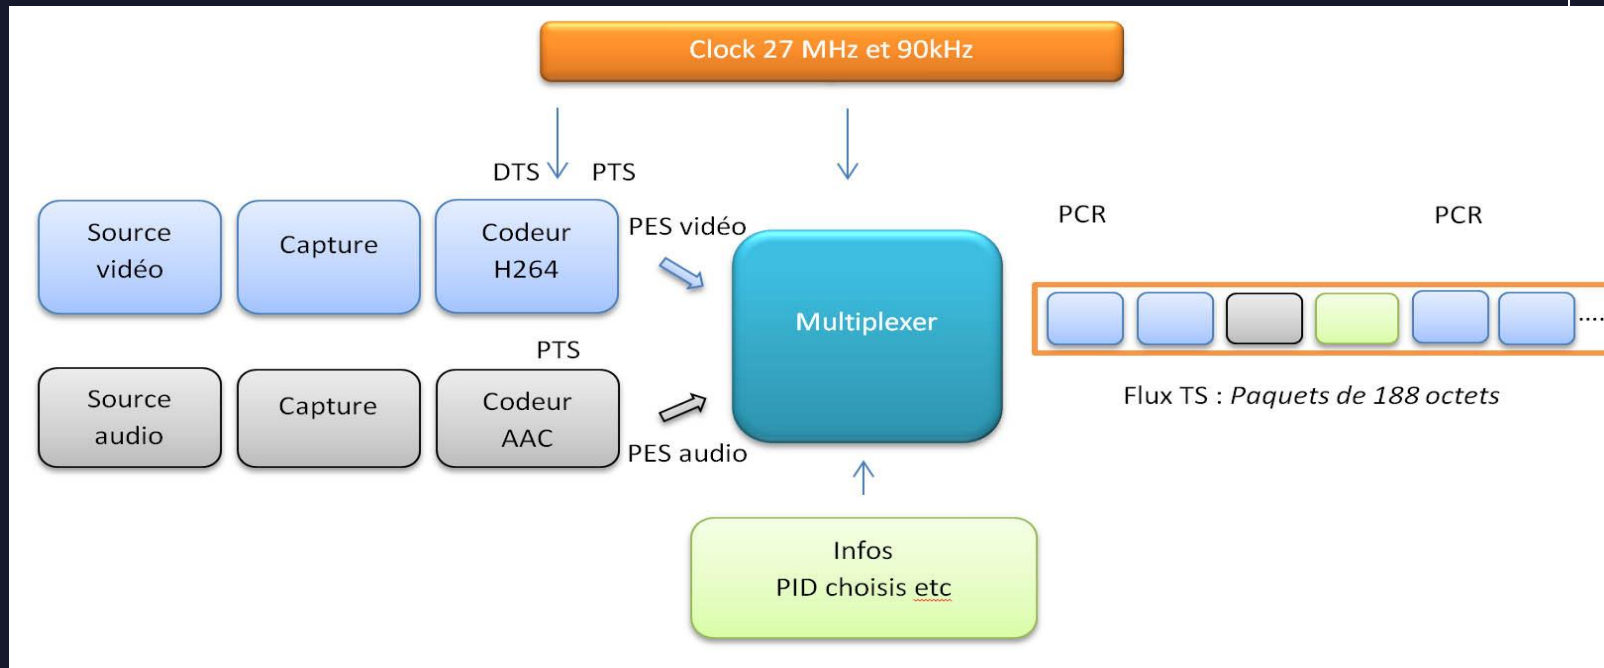 Clock 27 MHz et 90kHz
DTS PTS
Source
vidéo
Capture
Codeur
H264
PES vidéo
Multiplexer
PCR
PCR
....
Flux TS : Paquets de 188 octets
PTS
Source
audio
Capture
Codeur
AAC
PES audio
Infos
PID choisis etc